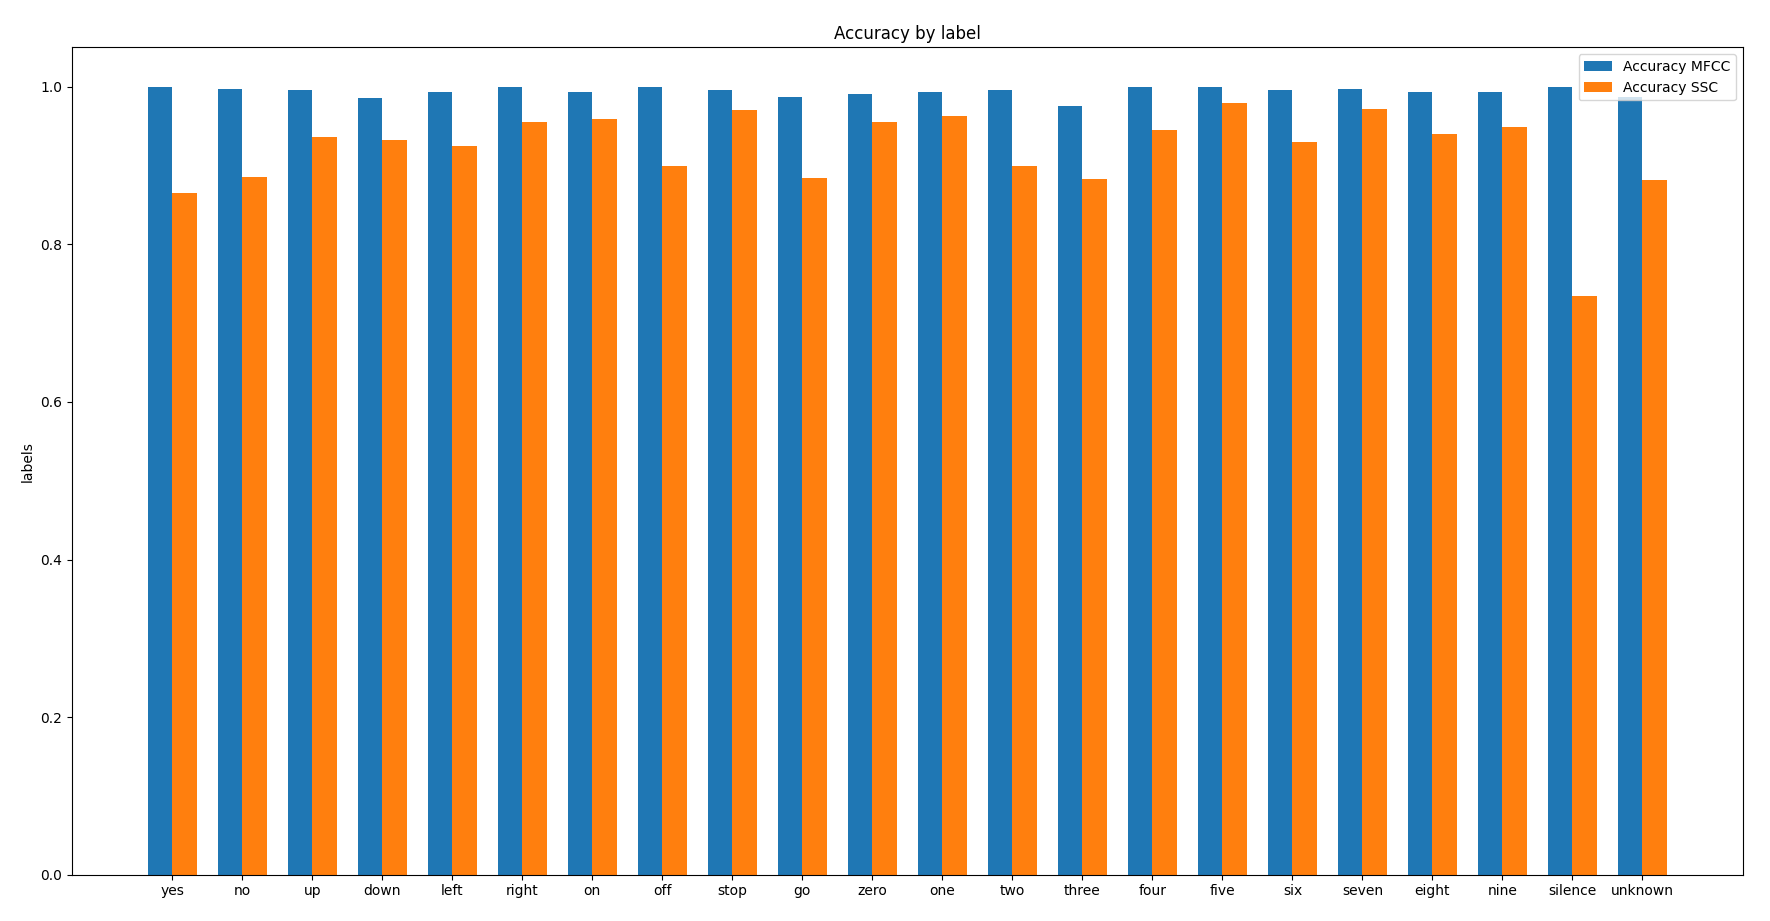 Accuracy by label
Accuracy MFCC
Accuracy SSC
labels
1.0
0.8
0.6
0.4
0.2
0.0
yes no up down left right on off stop go zero one two three four five six seven eight nine silence unknown